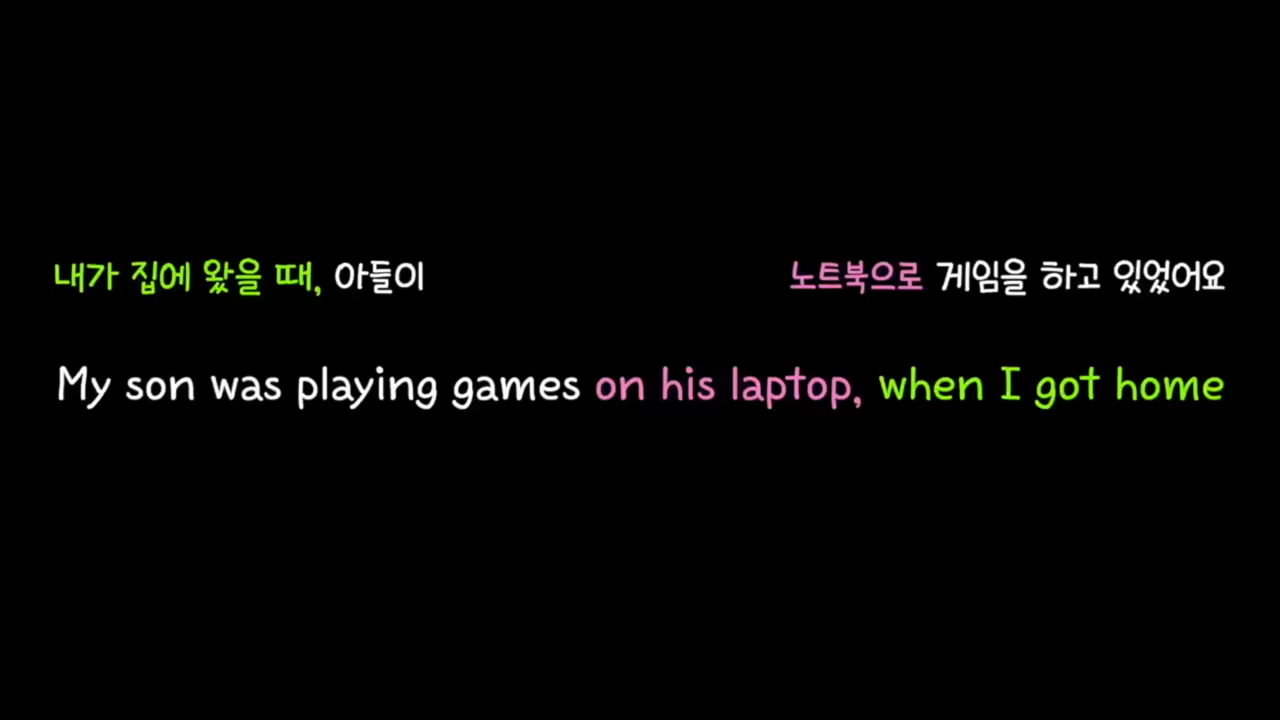 내가 집에 왔을 때, 아들이 노트북으로 게임을 하고 있었어요
My son was playing games on his laptop, when I got home